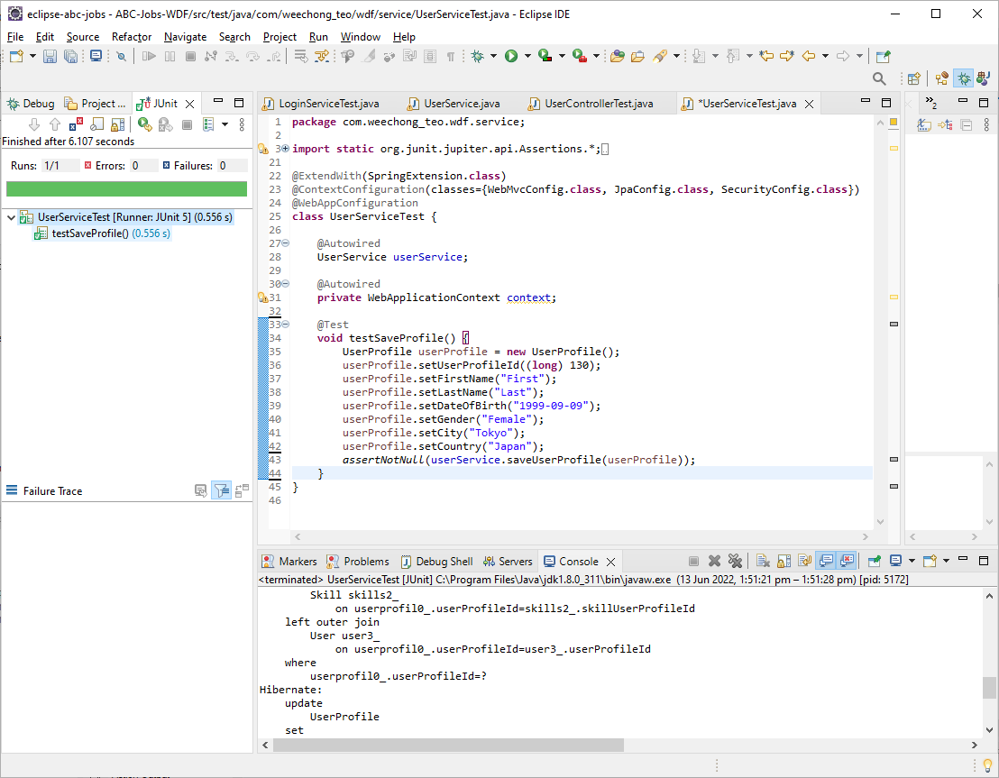 eclipse-abc-jobs - ABC-Jobs-WDF/src/test/java/com/weechong_teo/wdf/service/UserServiceTest.java - Eclipse IDE
File Edit Source Refactor Navigate Search Project Run Window Help
Debug Project ... JUnit
Finished after 6.107 seconds
Runs: 1/1 Errors: 0 Failures: 0
UserServiceTest [Runner: JUnit 5] (0.556 s)
testSaveProfile() (0.556 s)
Failure Trace
LoginServiceTest.java UserService.java UserControllerTest.java *UserServiceTest.java
»2
1 package com.weechong_teo.wdf.service;
2
3 import static org.junit.jupiter.api.Assertions.*;
21
22 @ExtendWith(SpringExtension.class)
23 @ContextConfiguration(classes={WebMvcConfig.class, JpaConfig.class, SecurityConfig.class})
24 @WebAppConfiguration
25 class UserServiceTest {
26
27 @Autowired
28 UserService userService;
29
30 @Autowired
31 private WebApplicationContext context;
32
33 @Test
34 void testSaveProfile() {
35 UserProfile userProfile = new UserProfile();
36 userProfile.setUserProfileId((long) 130);
37 userProfile.setFirstName("First");
38 userProfile.setLastName("Last");
39 userProfile.setDateOfBirth("1999-09-09");
40 userProfile.setGender("Female");
41 userProfile.setCity("Tokyo");
42 userProfile.setCountry("Japan");
43 assertNotNull(userService.saveUserProfile(userProfile));
44 }
45 }
46
Markers Problems Debug Shell Servers Console
<terminated> UserServiceTest [JUnit] C:\Program Files\Java\jdk1.8.0_311\bin\javaw.exe (13 Jun 2022, 1:51:21 pm – 1:51:28 pm) [pid: 5172]
Skill skills2_
on userprofil0_.userProfileId=skills2_.skillUserProfileId
left outer join
User user3_
on userprofil0_.userProfileId=user3_.userProfileId
where
userprofil0_.userProfileId=?
Hibernate:
update
UserProfile
set